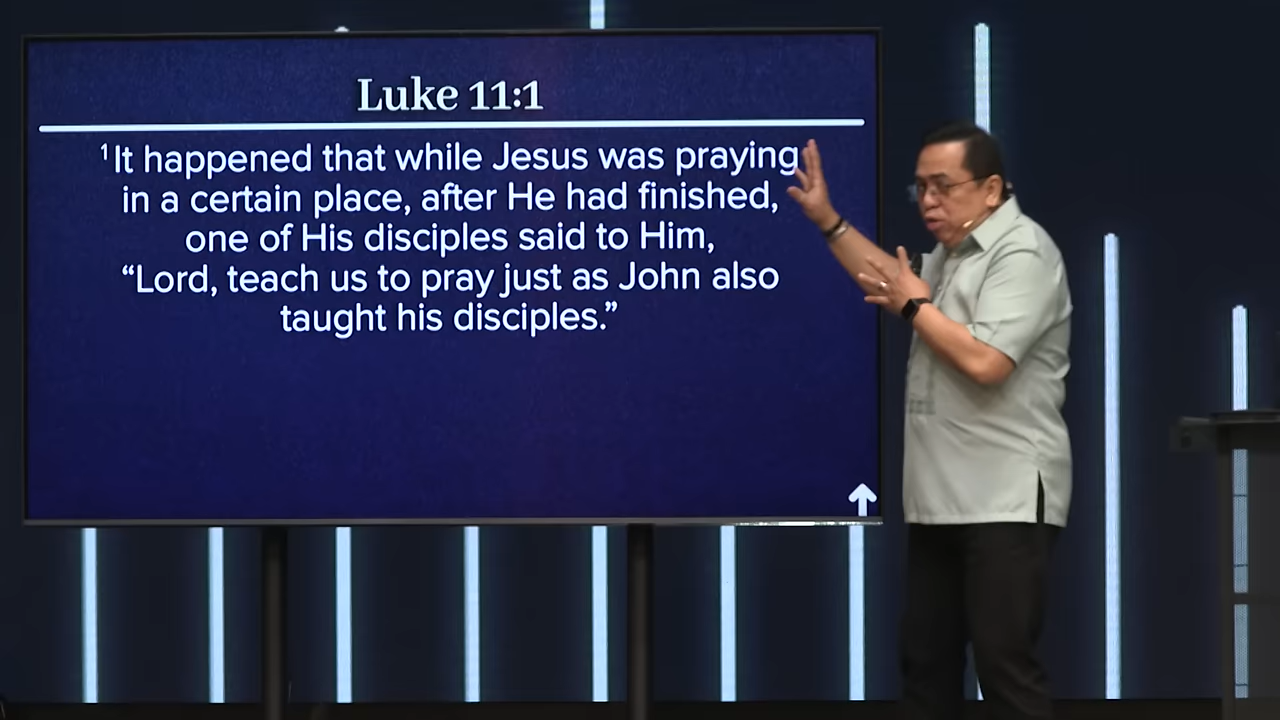 Luke 11:1
¹It happened that while Jesus was praying
in a certain place, after He had finished,
one of His disciples said to Him,
“Lord, teach us to pray just as John also
taught his disciples.”